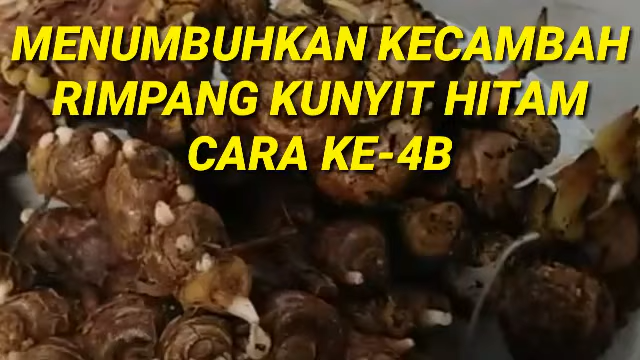 MENUMBUHKAN KECAMBAH
RIMPANG KUNYIT HITAM
CARA KE-4B